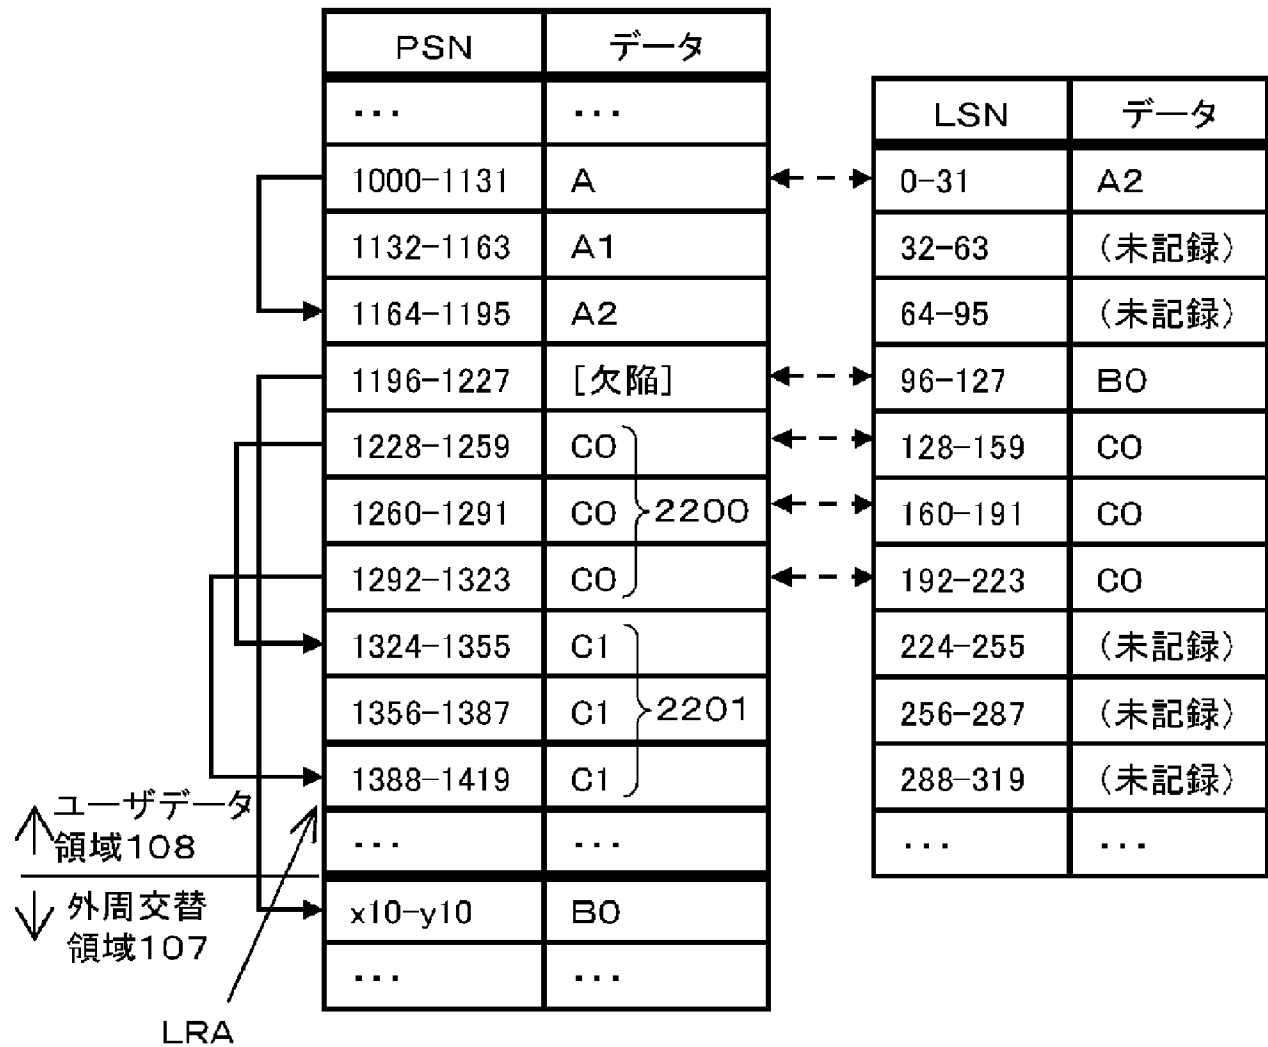 PSN データ
・・・ ・・・
1000-1131 A
1132-1163 A1
1164-1195 A2
1196-1227 [欠陥]
1228-1259 C0
1260-1291 C0 2200
1292-1323 C0
1324-1355 C1
1356-1387 C1 2201
1388-1419 C1
・・・ ・・・
x10-y10 B0
・・・ ・・・
LSN データ
0-31 A2
32-63 (未記録)
64-95 (未記録)
96-127 B0
128-159 C0
160-191 C0
192-223 C0
224-255 (未記録)
256-287 (未記録)
288-319 (未記録)
・・・ ・・・
ユーザデータ
領域108
外周交替
領域107
LRA